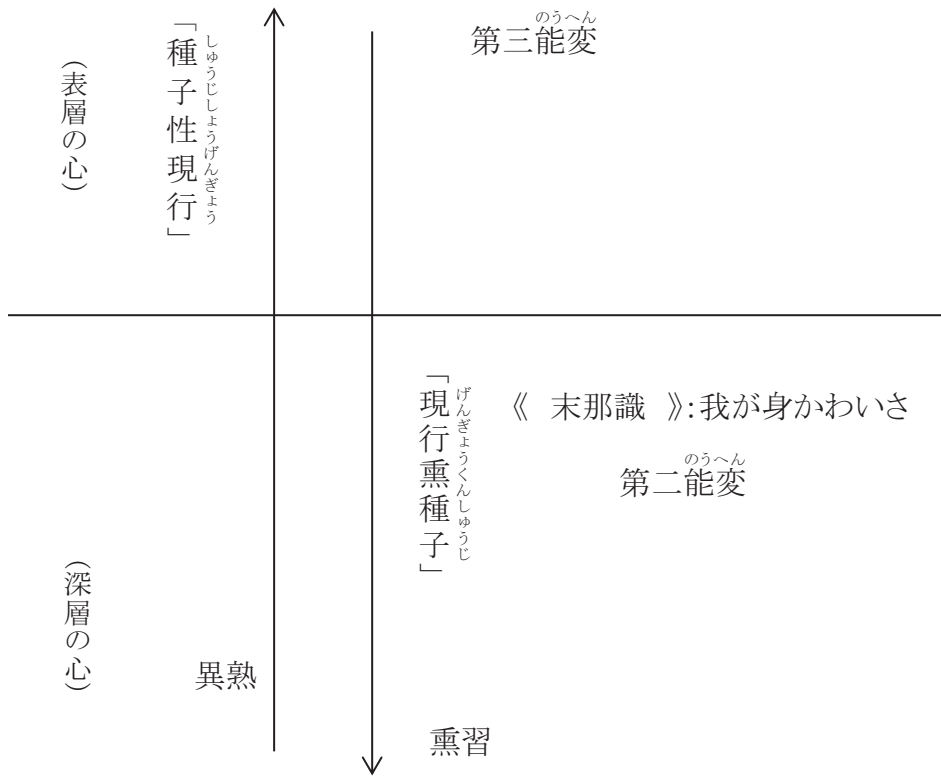 第三能変
のうへん
「種子性現行」
しゅうじしょうげんぎょう
(表層の心)
「現行熏種子」
げんぎょうくんしゅうじ
《 末那識 》:我が身かわいさ
第二能変
のうへん
(深層の心)
異熟
熏習